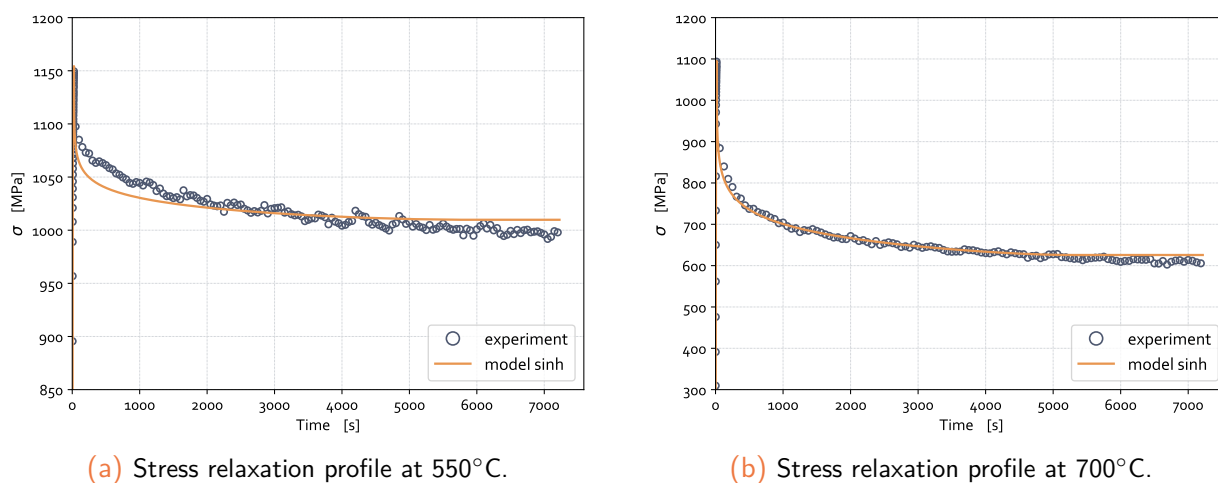 1200
1150
1100
1050
1000
950
900
850
σ [MPa]
0 1000 2000 3000 4000 5000 6000 7000
Time [s]
experiment
model sinh
(a) Stress relaxation profile at 550°C.
1200
1100
1000
900
800
700
600
500
400
300
σ [MPa]
0 1000 2000 3000 4000 5000 6000 7000
Time [s]
experiment
model sinh
(b) Stress relaxation profile at 700°C.